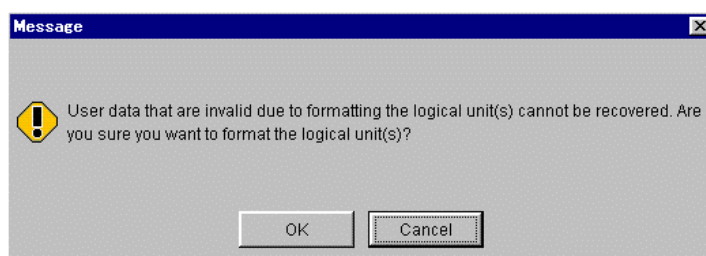 Message
User data that are invalid due to formatting the logical unit(s) cannot be recovered. Are
you sure you want to format the logical unit(s)?
OK Cancel